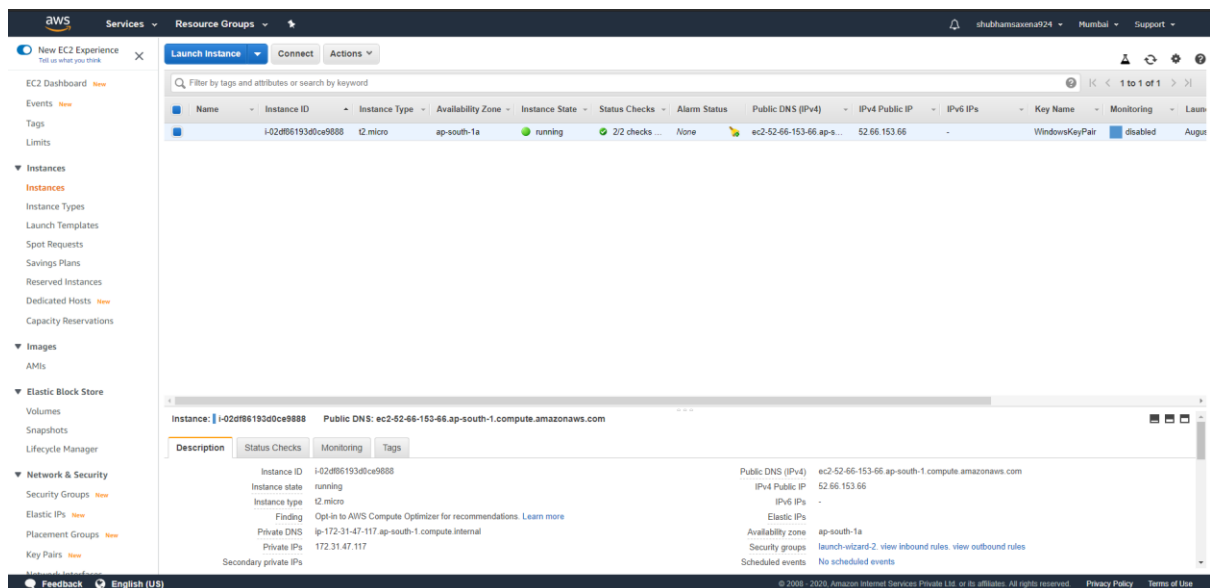 aws Services Resource Groups shubhamsaxena924 Mumbai Support
New EC2 Experience
Tell us what you think
EC2 Dashboard New
Events New
Tags
Limits
Instances
Instances
Instance Types
Launch Templates
Spot Requests
Savings Plans
Reserved Instances
Dedicated Hosts New
Capacity Reservations
Images
AMIs
Elastic Block Store
Volumes
Snapshots
Lifecycle Manager
Network & Security
Security Groups New
Elastic IPs New
Placement Groups New
Key Pairs New
Network Interfaces
Launch Instance Connect Actions
Filter by tags and attributes or search by keyword 1 to 1 of 1
Name Instance ID Instance Type Availability Zone Instance State Status Checks Alarm Status Public DNS (IPv4) IPv4 Public IP IPv6 IPs Key Name Monitoring Laun
i-02df86193d0ce9888 t2.micro ap-south-1a running 2/2 checks ... None ec2-52-66-153-66.ap-s... 52.66.153.66 - WindowsKeyPair disabled Augus
Instance: i-02df86193d0ce9888 Public DNS: ec2-52-66-153-66.ap-south-1.compute.amazonaws.com
Description Status Checks Monitoring Tags
Instance ID i-02df86193d0ce9888
Instance state running
Instance type t2.micro
Finding Opt-in to AWS Compute Optimizer for recommendations. Learn more
Private DNS ip-172-31-47-117.ap-south-1.compute.internal
Private IPs 172.31.47.117
Secondary private IPs
Public DNS (IPv4) ec2-52-66-153-66.ap-south-1.compute.amazonaws.com
IPv4 Public IP 52.66.153.66
IPv6 IPs -
Elastic IPs
Availability zone ap-south-1a
Security groups launch-wizard-2. view inbound rules. view outbound rules
Scheduled events No scheduled events
Feedback English (US) © 2008 - 2020, Amazon Internet Services Private Ltd. or its affiliates. All rights reserved. Privacy Policy Terms of Use